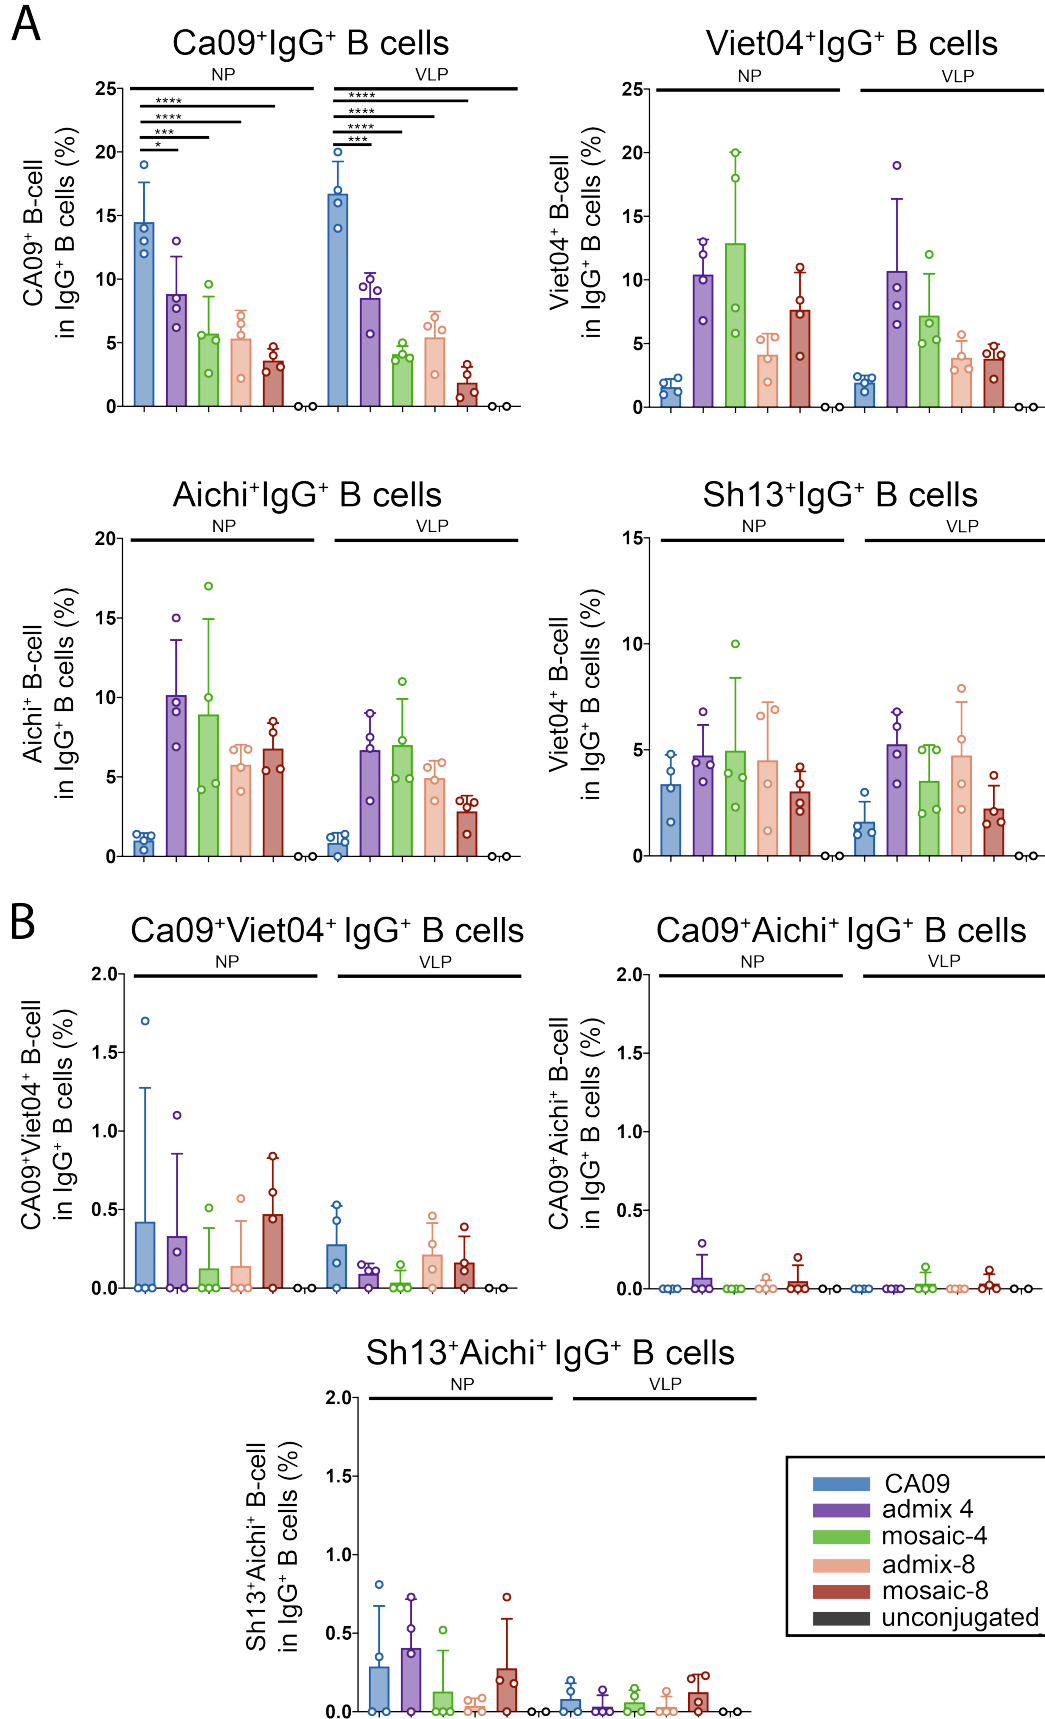 A
Ca09⁺IgG⁺ B cells
NP
VLP
CA09⁺ B-cell
in IgG⁺ B cells (%)
25
20
15
10
5
0
****
****
***
*
****
****
****
***
Viet04⁺IgG⁺ B cells
NP
VLP
Viet04⁺ B-cell
in IgG⁺ B cells (%)
25
20
15
10
5
0
Aichi⁺IgG⁺ B cells
NP
VLP
Aichi⁺ B-cell
in IgG⁺ B cells (%)
20
15
10
5
0
Sh13⁺IgG⁺ B cells
NP
VLP
Viet04⁺ B-cell
in IgG⁺ B cells (%)
15
10
5
0
B
Ca09⁺Viet04⁺ IgG⁺ B cells
NP
VLP
CA09⁺Viet04⁺ B-cell
in IgG⁺ B cells (%)
2.0
1.5
1.0
0.5
0.0
Ca09⁺Aichi⁺ IgG⁺ B cells
NP
VLP
CA09⁺Aichi⁺ B-cell
in IgG⁺ B cells (%)
2.0
1.5
1.0
0.5
0.0
Sh13⁺Aichi⁺ IgG⁺ B cells
NP
VLP
Sh13⁺Aichi⁺ B-cell
in IgG⁺ B cells (%)
2.0
1.5
1.0
0.5
0.0
CA09
admix 4
mosaic-4
admix-8
mosaic-8
unconjugated